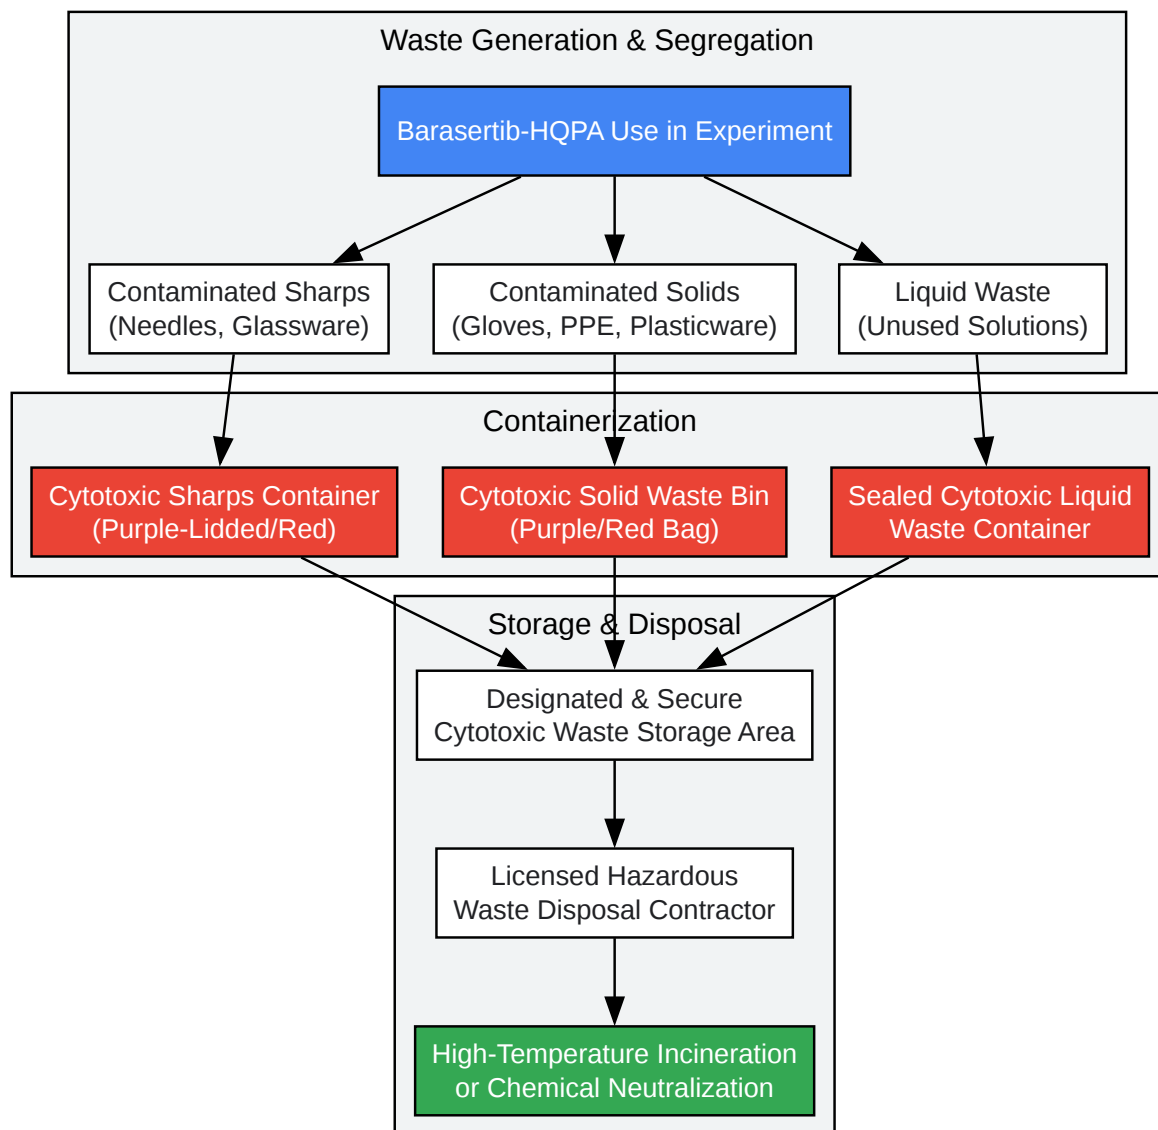 Waste Generation & Segregation
Barasertib-HQPA Use in Experiment
Contaminated Sharps
(Needles, Glassware)
Contaminated Solids
(Gloves, PPE, Plasticware)
Liquid Waste
(Unused Solutions)
Containerization
Cytotoxic Sharps Container
(Purple-Lidded/Red)
Cytotoxic Solid Waste Bin
(Purple/Red Bag)
Sealed Cytotoxic Liquid
Waste Container
Storage & Disposal
Designated & Secure
Cytotoxic Waste Storage Area
Licensed Hazardous
Waste Disposal Contractor
High-Temperature Incineration
or Chemical Neutralization